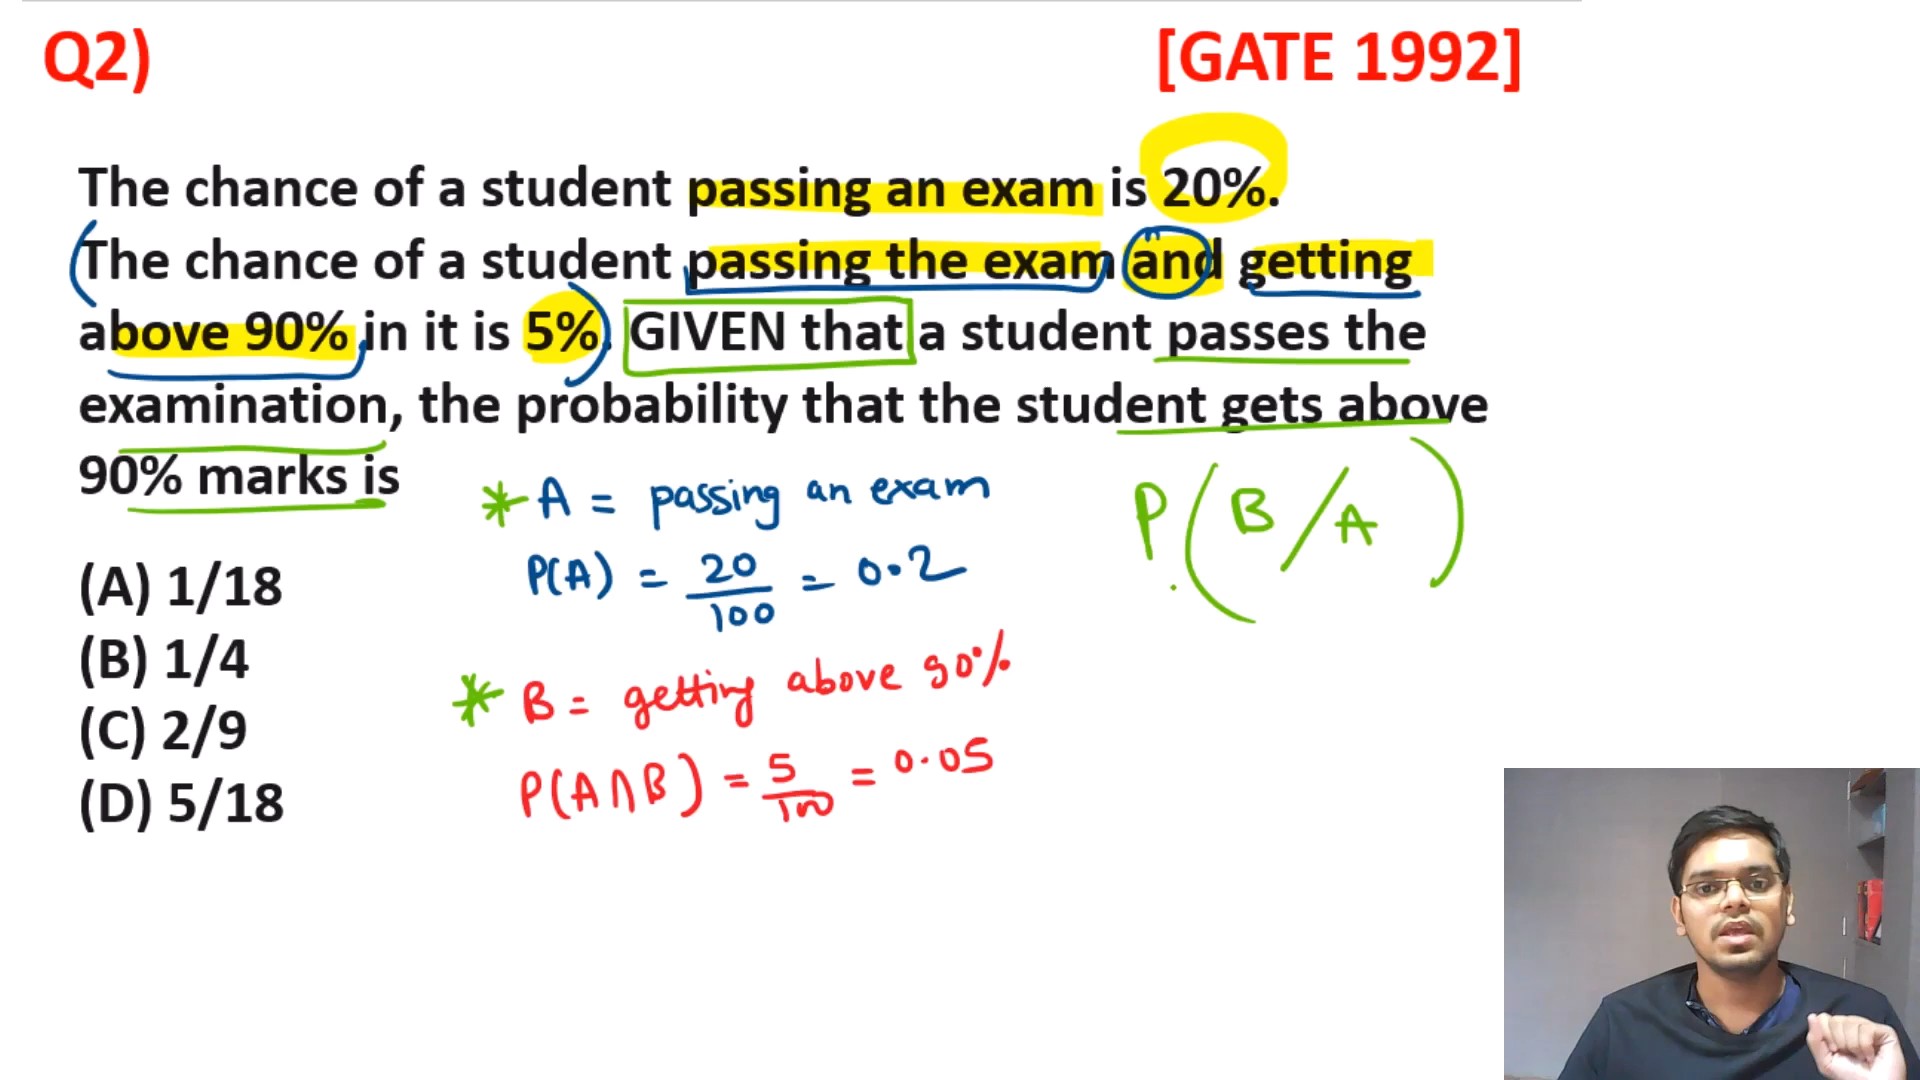 Q2) [GATE 1992]
The chance of a student passing an exam is 20%.
The chance of a student passing the exam and getting
above 90% in it is 5%. GIVEN that a student passes the
examination, the probability that the student gets above
90% marks is
* A = passing an exam
P(B/A)
P(A) = 20/100 = 0.2
* B = getting above 90%
P(A∩B) = 5/100 = 0.05
(A) 1/18
(B) 1/4
(C) 2/9
(D) 5/18